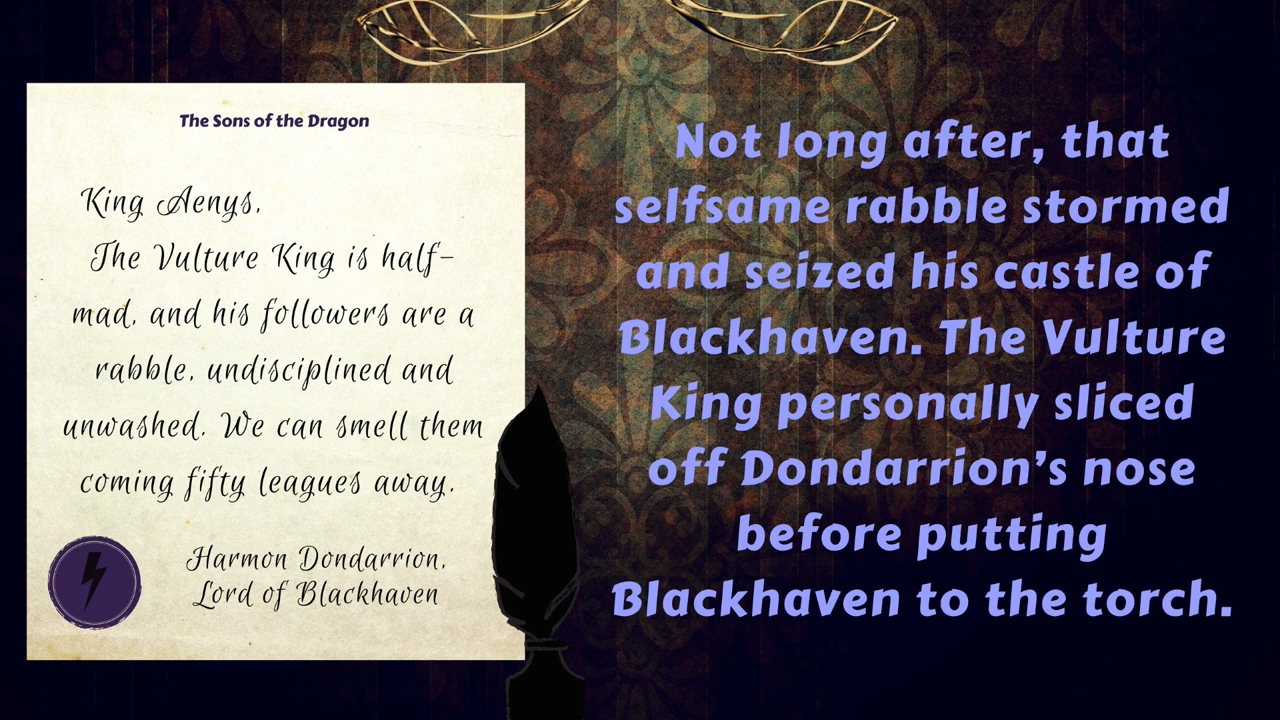 The Sons of the Dragon
King Aenys,
The Vulture King is half-
mad, and his followers are a
rabble, undisciplined and
unwashed. We can smell them
coming fifty leagues away.
Harmon Dondarrion,
Lord of Blackhaven
Not long after, that
selfsame rabble stormed
and seized his castle of
Blackhaven. The Vulture
King personally sliced
off Dondarrion's nose
before putting
Blackhaven to the torch.